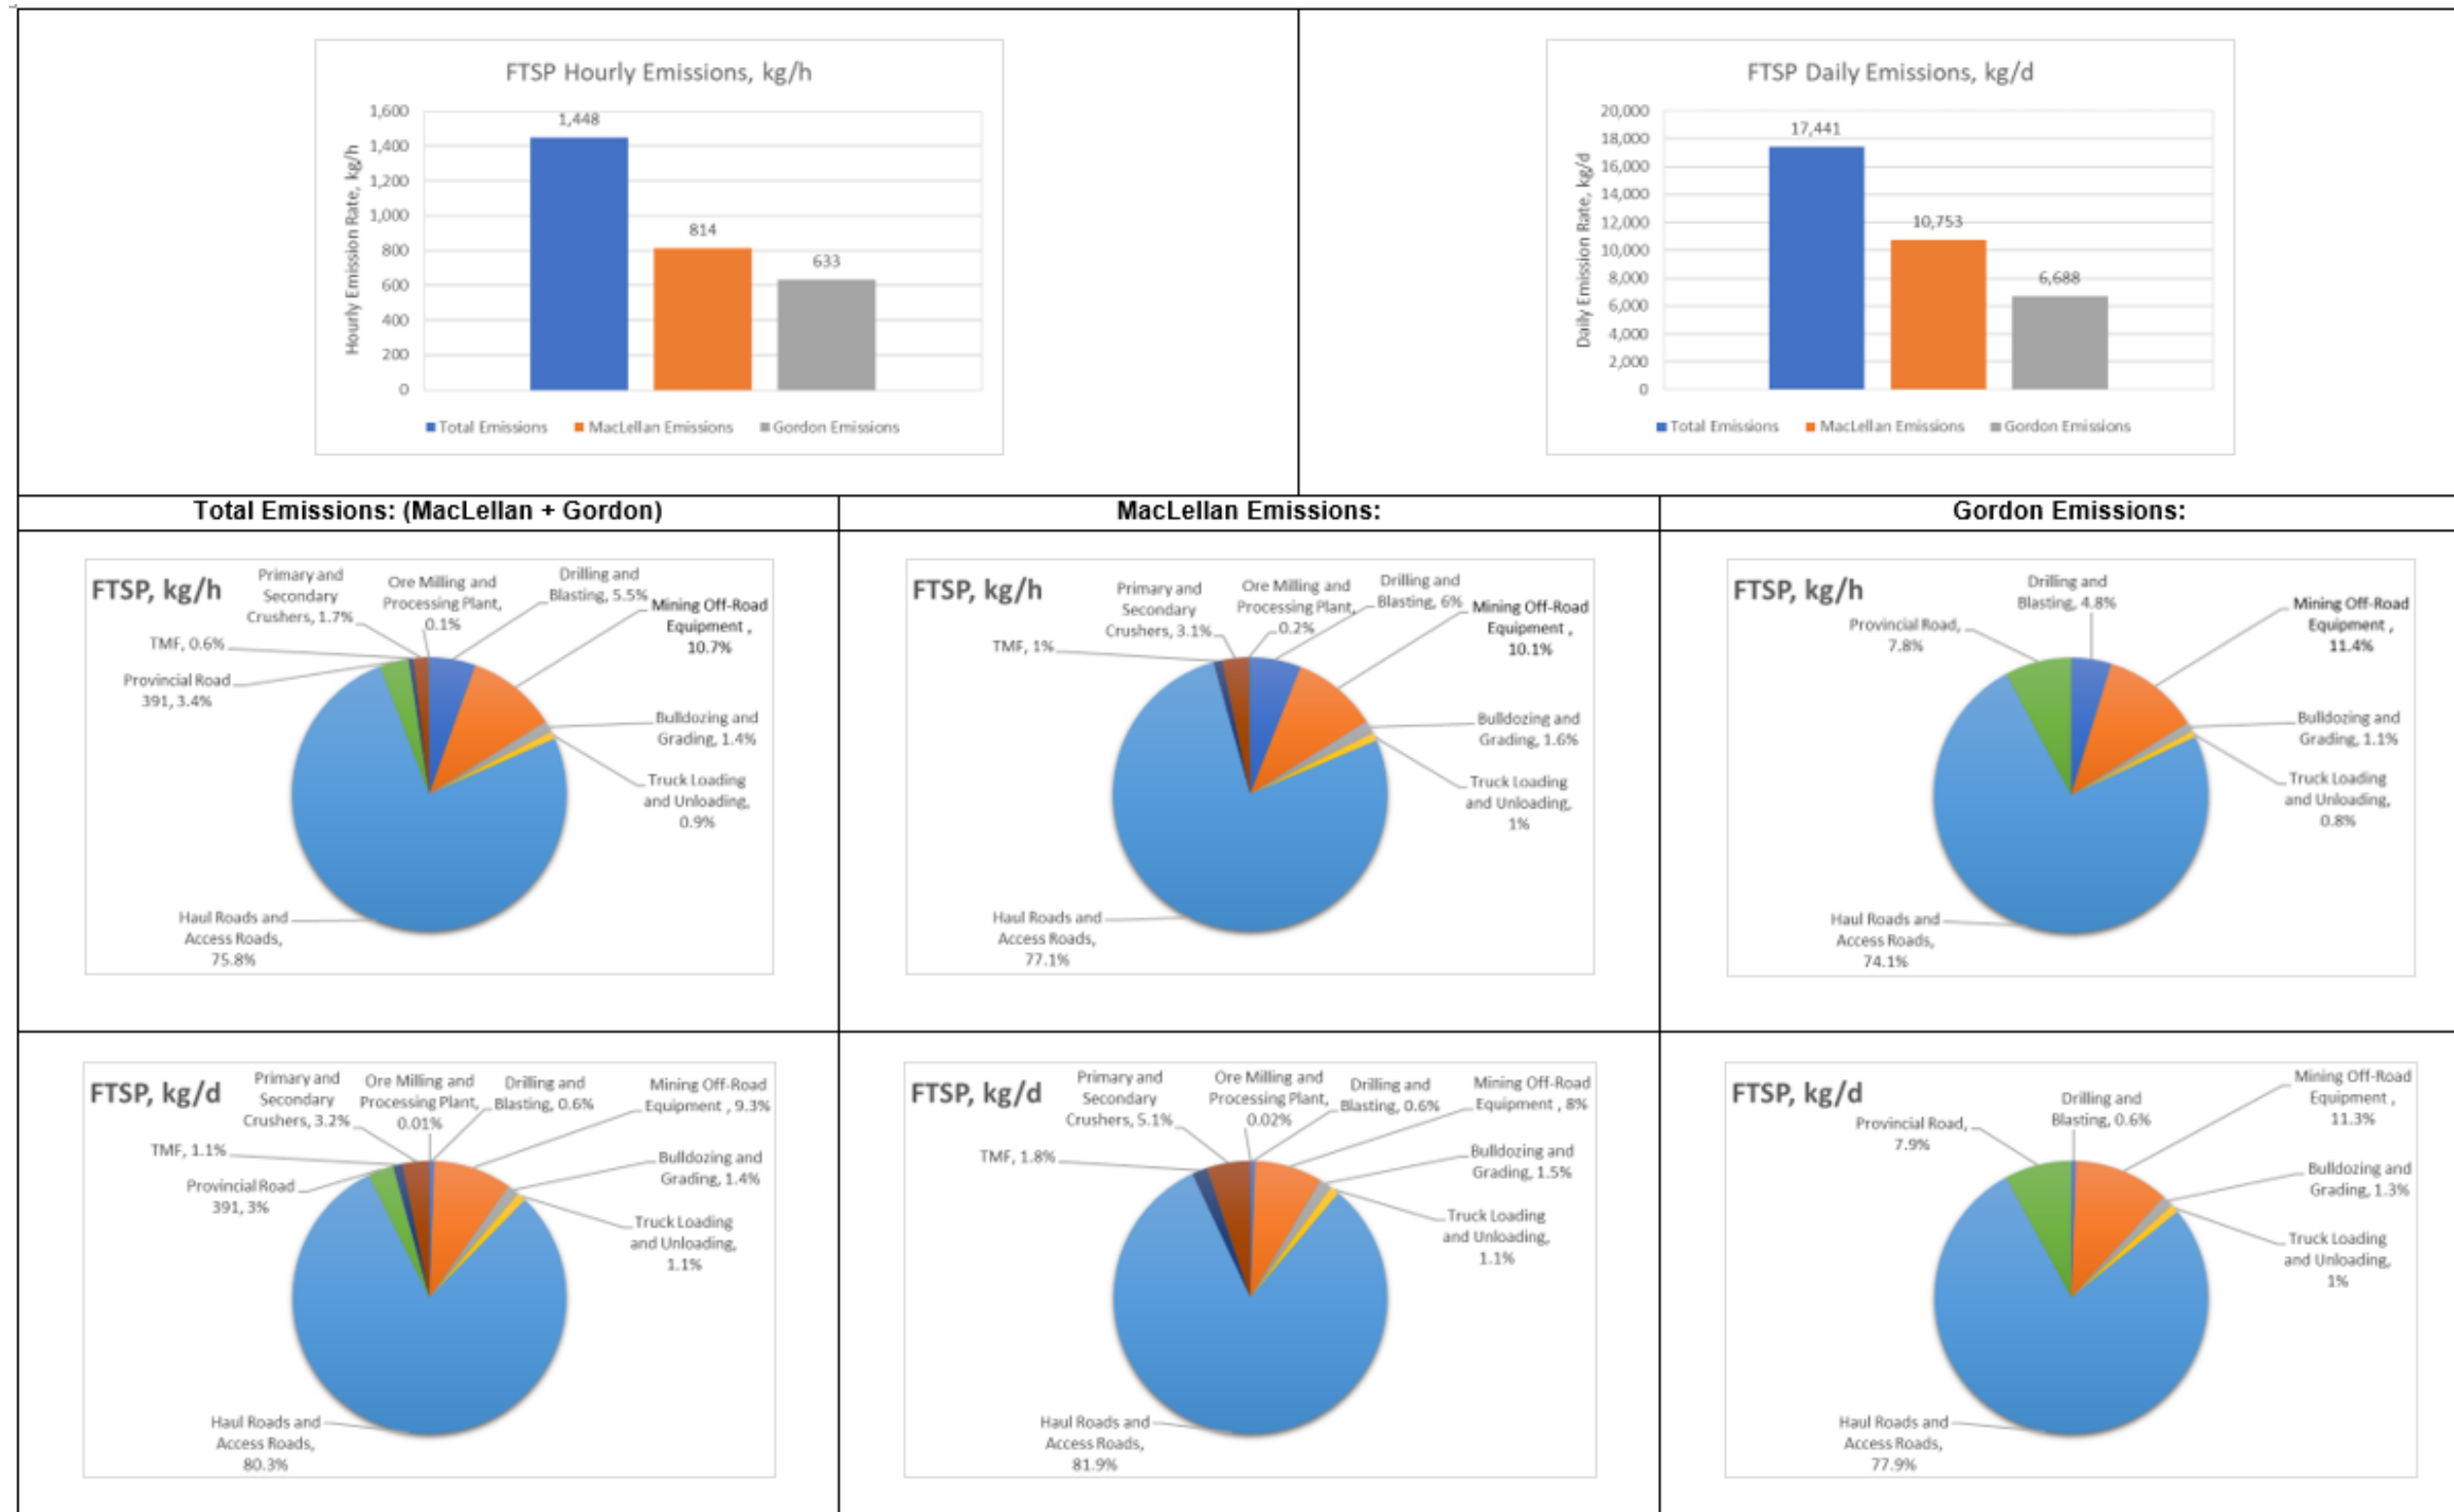 FTSP Hourly Emissions, kg/h
Hourly Emission Rate, kg/h
1,600
1,400
1,200
1,000
800
600
400
200
0
1,448
814
633
Total Emissions MacLellan Emissions Gordon Emissions
FTSP Daily Emissions, kg/d
Daily Emission Rate, kg/d
20,000
18,000
16,000
14,000
12,000
10,000
8,000
6,000
4,000
2,000
0
17,441
10,753
6,688
Total Emissions MacLellan Emissions Gordon Emissions
Total Emissions: (MacLellan + Gordon)
MacLellan Emissions:
Gordon Emissions:
FTSP, kg/h
Primary and
Secondary
Crushers, 1.7%
Ore Milling and
Processing Plant,
0.1%
Drilling and
Blasting, 5.5%
Mining Off-Road
Equipment ,
10.7%
TMF, 0.6%
Provincial Road
391, 3.4%
Bulldozing and
Grading, 1.4%
Truck Loading
and Unloading,
0.9%
Haul Roads and
Access Roads,
75.8%
FTSP, kg/h
Primary and
Secondary
Crushers, 3.1%
Ore Milling and
Processing Plant,
0.2%
Drilling and
Blasting, 6%
Mining Off-Road
Equipment ,
10.1%
TMF, 1%
Bulldozing and
Grading, 1.6%
Truck Loading
and Unloading,
1%
Haul Roads and
Access Roads,
77.1%
FTSP, kg/h
Drilling and
Blasting, 4.8%
Mining Off-Road
Equipment ,
11.4%
Provincial Road,
7.8%
Bulldozing and
Grading, 1.1%
Truck Loading
and Unloading,
0.8%
Haul Roads and
Access Roads,
74.1%
FTSP, kg/d
Primary and
Secondary
Crushers, 3.2%
Ore Milling and
Processing Plant,
0.01%
Drilling and
Blasting, 0.6%
Mining Off-Road
Equipment , 9.3%
TMF, 1.1%
Provincial Road
391, 3%
Bulldozing and
Grading, 1.4%
Truck Loading
and Unloading,
1.1%
Haul Roads and
Access Roads,
80.3%
FTSP, kg/d
Primary and
Secondary
Crushers, 5.1%
Ore Milling and
Processing Plant,
0.02%
Drilling and
Blasting, 0.6%
Mining Off-Road
Equipment , 8%
TMF, 1.8%
Bulldozing and
Grading, 1.5%
Truck Loading
and Unloading,
1.1%
Haul Roads and
Access Roads,
81.9%
FTSP, kg/d
Drilling and
Blasting, 0.6%
Mining Off-Road
Equipment ,
11.3%
Provincial Road,
7.9%
Bulldozing and
Grading, 1.3%
Truck Loading
and Unloading,
1%
Haul Roads and
Access Roads,
77.9%